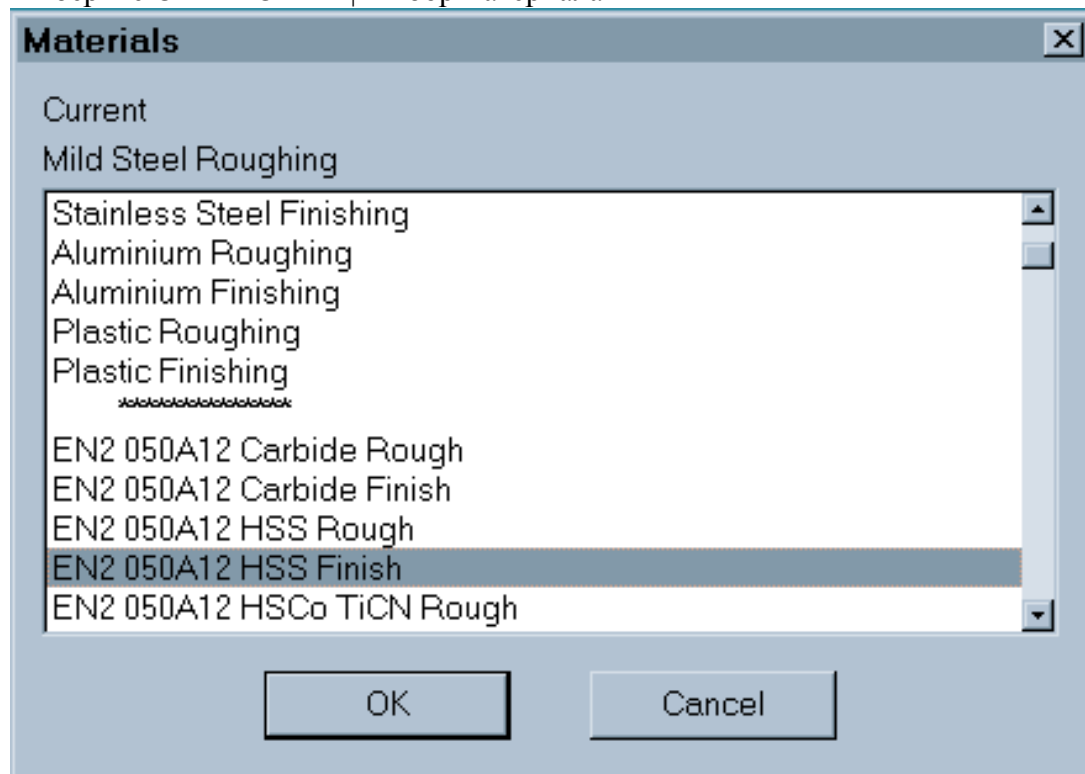 Materials
Current
Mild Steel Roughing
Stainless Steel Finishing
Aluminium Roughing
Aluminium Finishing
Plastic Roughing
Plastic Finishing
*****************
EN2 050A12 Carbide Rough
EN2 050A12 Carbide Finish
EN2 050A12 HSS Rough
EN2 050A12 HSS Finish
EN2 050A12 HSCo TiCN Rough
OK Cancel